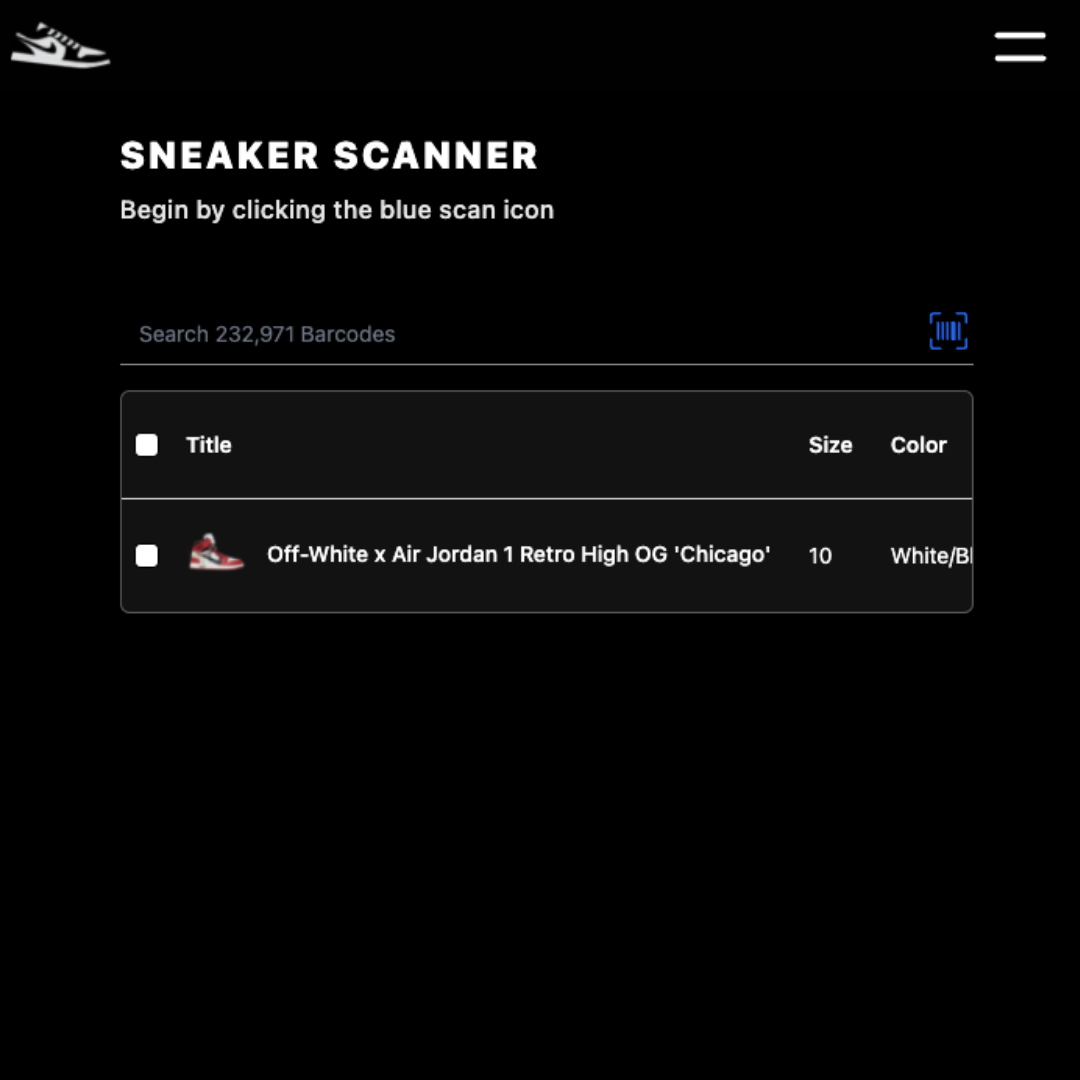 SNEAKER SCANNER
Begin by clicking the blue scan icon
Search 232,971 Barcodes
Title Size Color
Off-White x Air Jordan 1 Retro High OG 'Chicago' 10 White/Bl